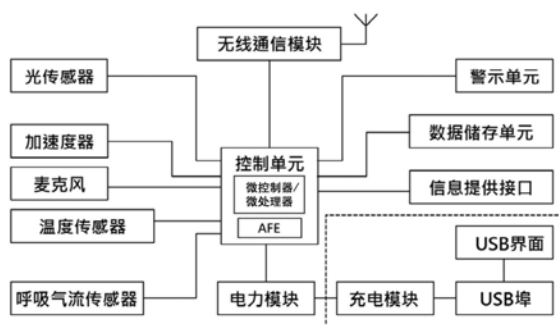 无线通信模块
光传感器
警示单元
加速度器
数据储存单元
控制单元
麦克风
微控制器/
微处理器
信息提供接口
温度传感器
AFE
USB界面
呼吸气流传感器
电力模块
充电模块
USB埠